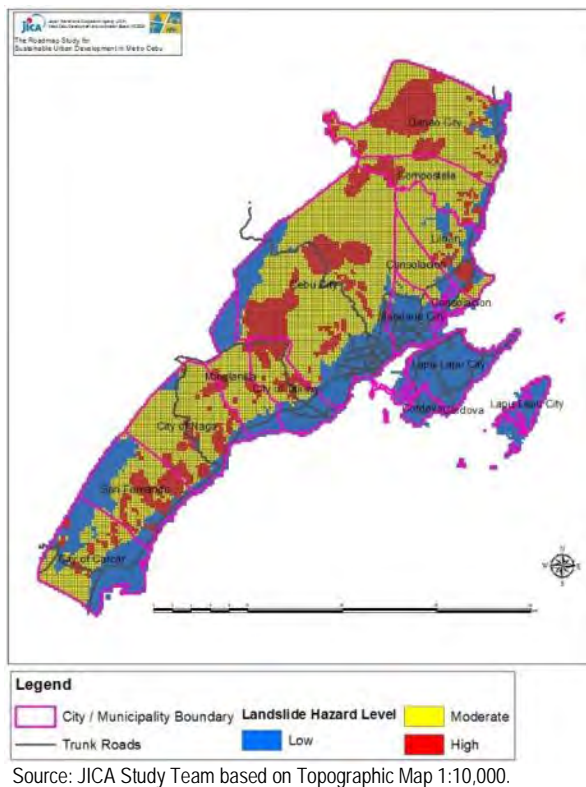 jica
The Roadmap Study for
Sustainable Urban Development in Metro Cebu
Danao City
Compostela
Liloan
Consolacion
Cebu City
Consolacion
Mandaue City
Lapu-Lapu City
City of Talisay
Cordova
Cordova
Lapu-Lapu City
City of Naga
San Fernando
City of Carcar
N
W
E
S
Legend
City / Municipality Boundary
Landslide Hazard Level
Moderate
Trunk Roads
Low
High
Source: JICA Study Team based on Topographic Map 1:10,000.